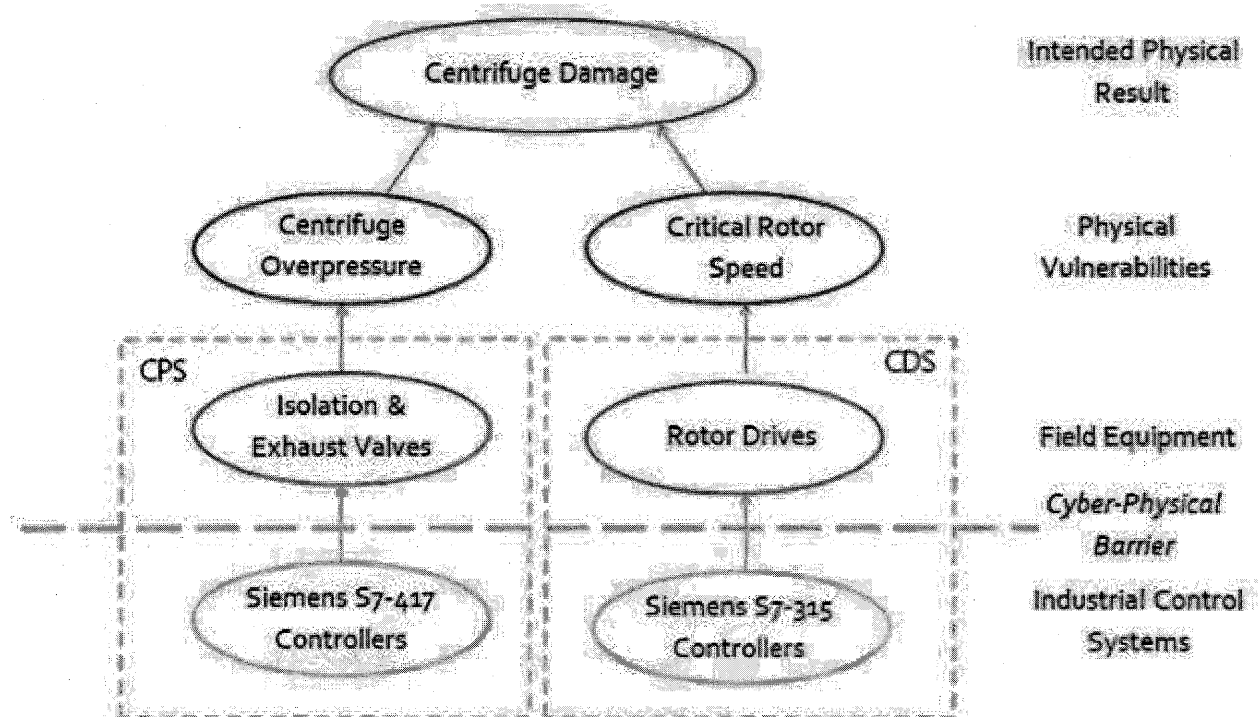 Centrifuge Damage
Intended Physical
Result
Centrifuge
Overpressure
Critical Rotor
Speed
Physical
Vulnerabilities
CPS
CDS
Isolation &
Exhaust Valves
Rotor Drives
Field Equipment
Cyber-Physical
Barrier
Siemens S7-417
Controllers
Siemens S7-315
Controllers
Industrial Control
Systems